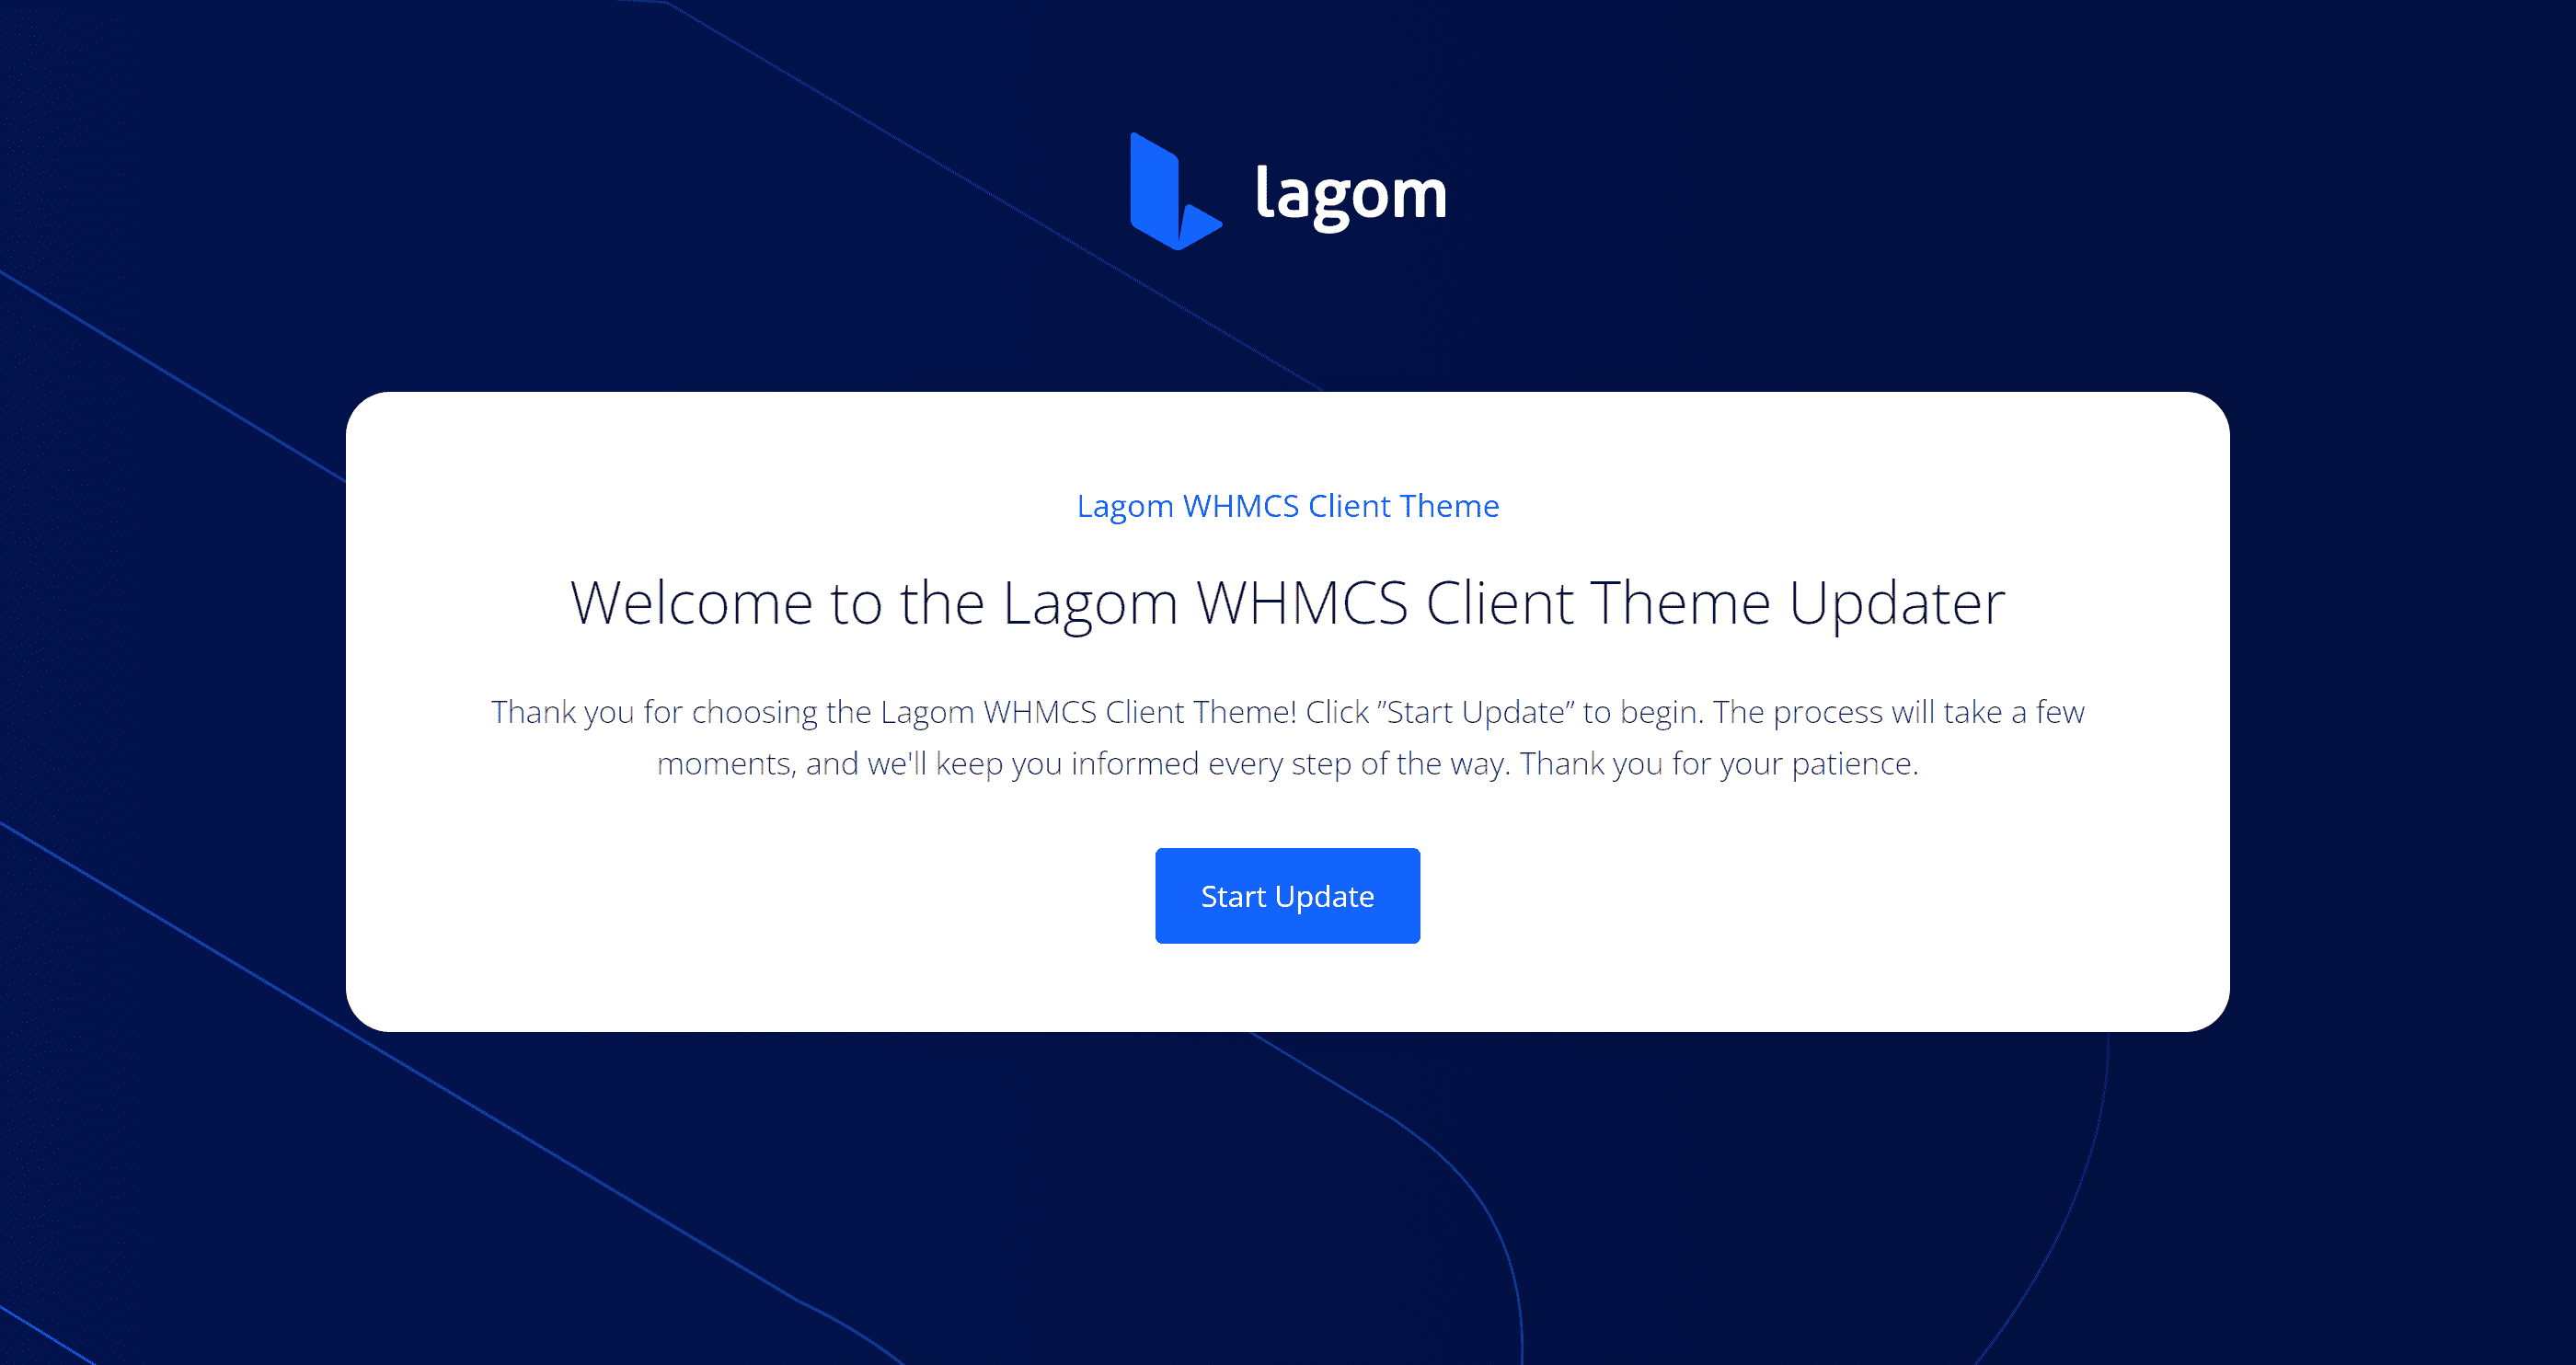 lagom
Lagom WHMCS Client Theme
Welcome to the Lagom WHMCS Client Theme Updater
Thank you for choosing the Lagom WHMCS Client Theme! Click ”Start Update” to begin. The process will take a few
moments, and we'll keep you informed every step of the way. Thank you for your patience.
Start Update